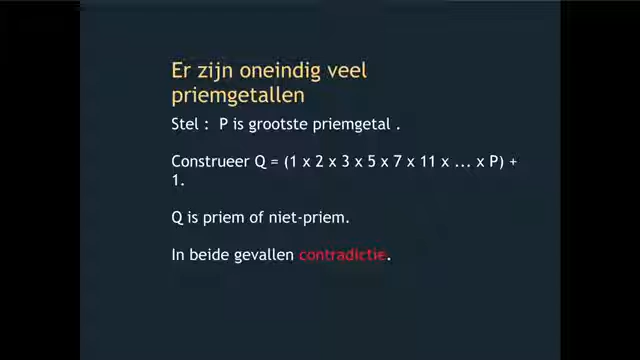 Er zijn oneindig veel
priemgetallen
Stel : P is grootste priemgetal .
Construeer Q = (1 x 2 x 3 x 5 x 7 x 11 x ... x P) +
1.
Q is priem of niet-priem.
In beide gevallen contradictie.